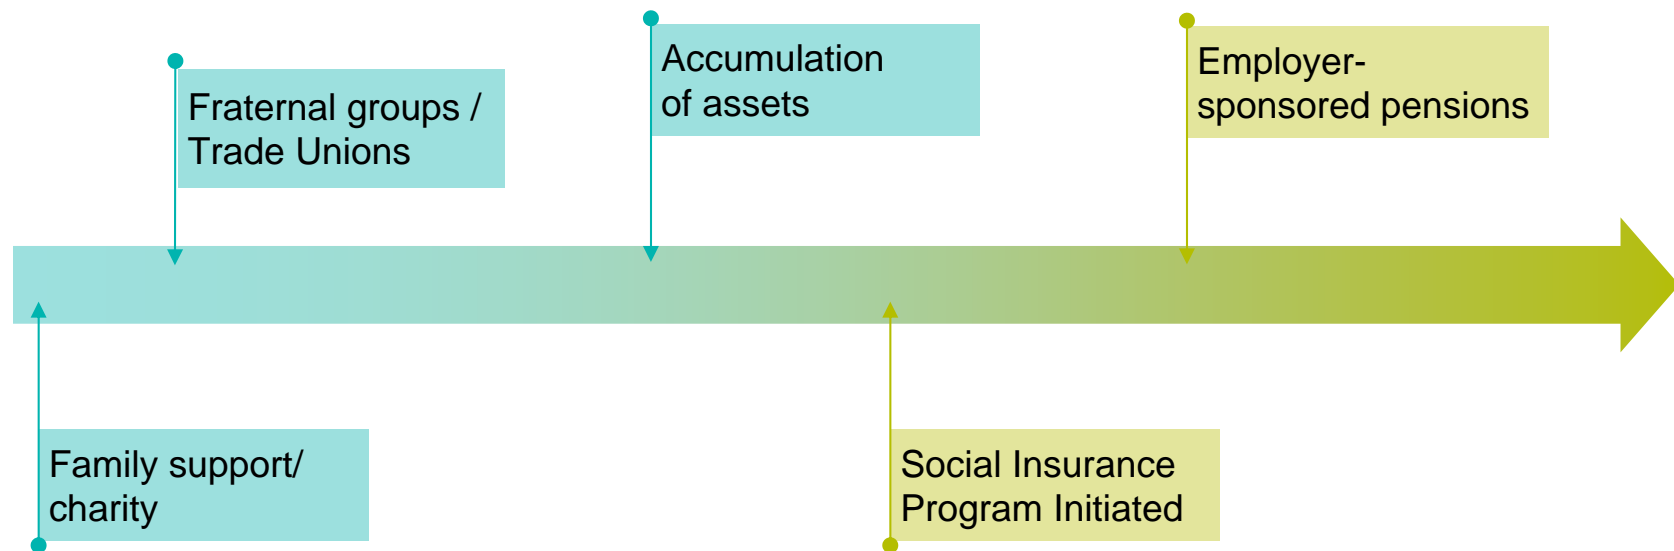 Fraternal groups /
Trade Unions
Accumulation
of assets
Employer-
sponsored pensions
Family support/
charity
Social Insurance
Program Initiated